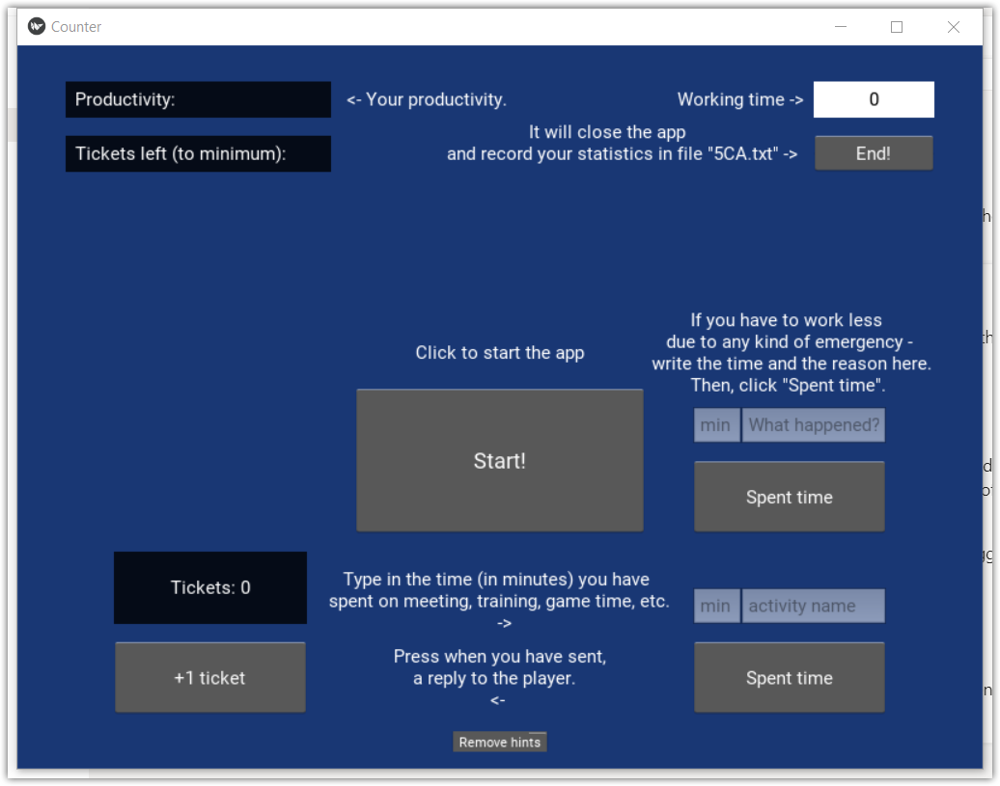 Counter
Productivity:
<- Your productivity.
Working time ->
0
Tickets left (to minimum):
It will close the app
and record your statistics in file "5CA.txt" ->
End!
Click to start the app
If you have to work less
due to any kind of emergency -
write the time and the reason here.
Then, click "Spent time".
min
What happened?
Start!
Spent time
Tickets: 0
Type in the time (in minutes) you have
spent on meeting, training, game time, etc.
->
min
activity name
+1 ticket
Press when you have sent,
a reply to the player.
<-
Spent time
Remove hints